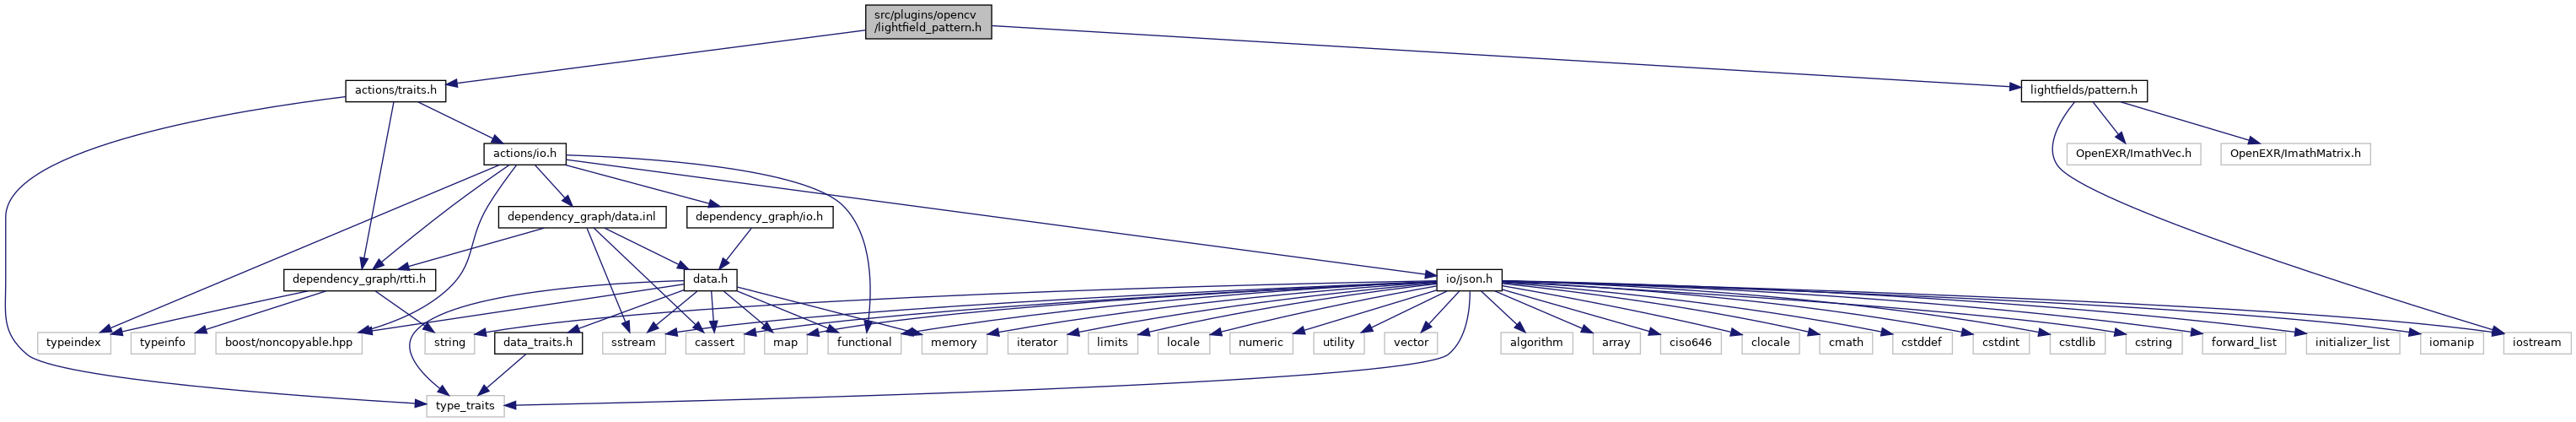 src/plugins/opencv
/lightfield_pattern.h
actions/traits.h
lightfields/pattern.h
actions/io.h
OpenEXR/ImathVec.h
OpenEXR/ImathMatrix.h
dependency_graph/data.inl
dependency_graph/io.h
dependency_graph/rtti.h
data.h
io/json.h
typeindex
typeinfo
boost/noncopyable.hpp
string
data_traits.h
sstream
cassert
map
functional
memory
iterator
limits
locale
numeric
utility
vector
algorithm
array
ciso646
clocale
cmath
cstddef
cstdint
cstdlib
cstring
forward_list
initializer_list
iomanip
iostream
type_traits